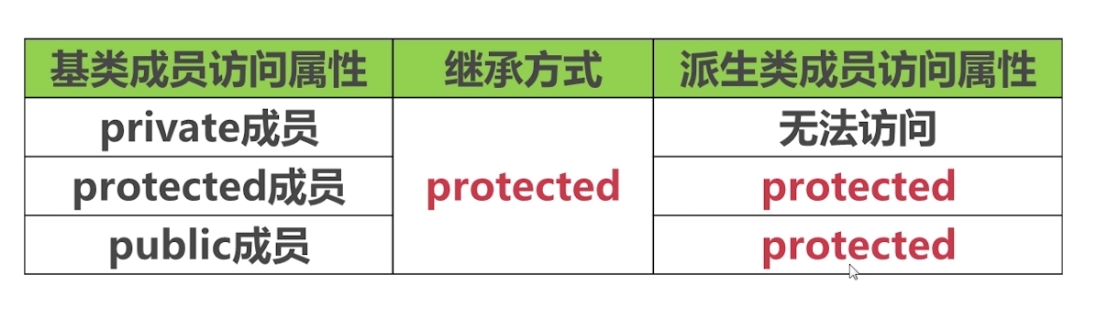 基类成员访问属性 继承方式 派生类成员访问属性
private成员 无法访问
protected成员 protected protected
public成员 protected